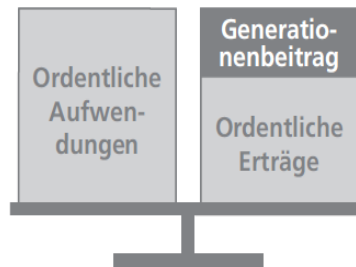 Ordentliche
Aufwen-
dungen
Generatio-
nenbeitrag
Ordentliche
Erträge